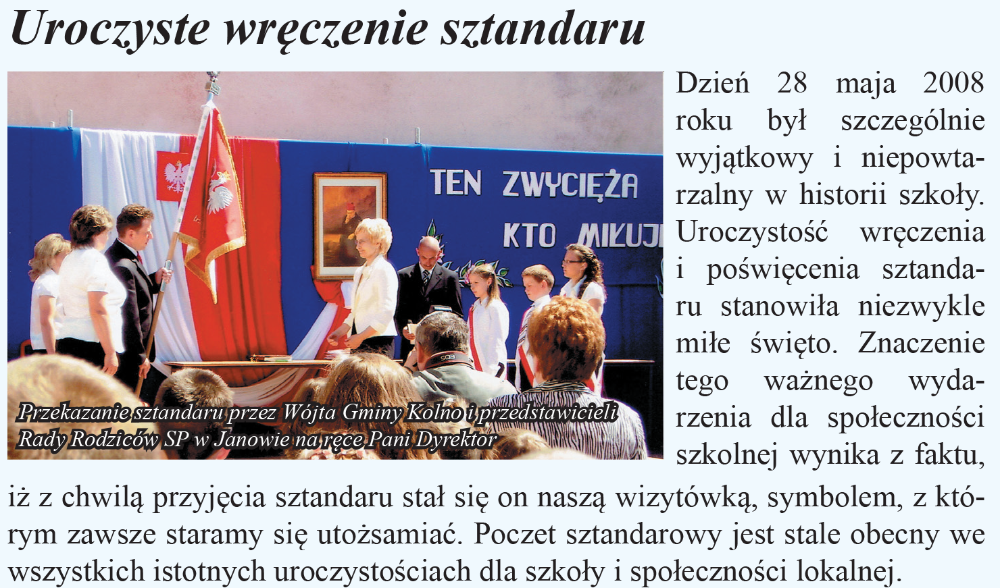 Uroczyste wręczenie sztandaru
TEN ZWYCIĘŻA
KTO MIŁUJE
Przekazanie sztandaru przez Wójta Gminy Kolno i przedstawicieli
Rady Rodziców SP w Janowie na ręce Pani Dyrektor
Dzień 28 maja 2008
roku był szczególnie
wyjątkowy i niepowta-
rzalny w historii szkoły.
Uroczystość wręczenia
i poświęcenia sztanda-
ru stanowiła niezwykle
miłe święto. Znaczenie
tego ważnego wyda-
rzenia dla społeczności
szkolnej wynika z faktu,
iż z chwilą przyjęcia sztandaru stał się on naszą wizytówką, symbolem, z któ-
rym zawsze staramy się utożsamiać. Poczet sztandarowy jest stale obecny we
wszystkich istotnych uroczystościach dla szkoły i społeczności lokalnej.
EOS